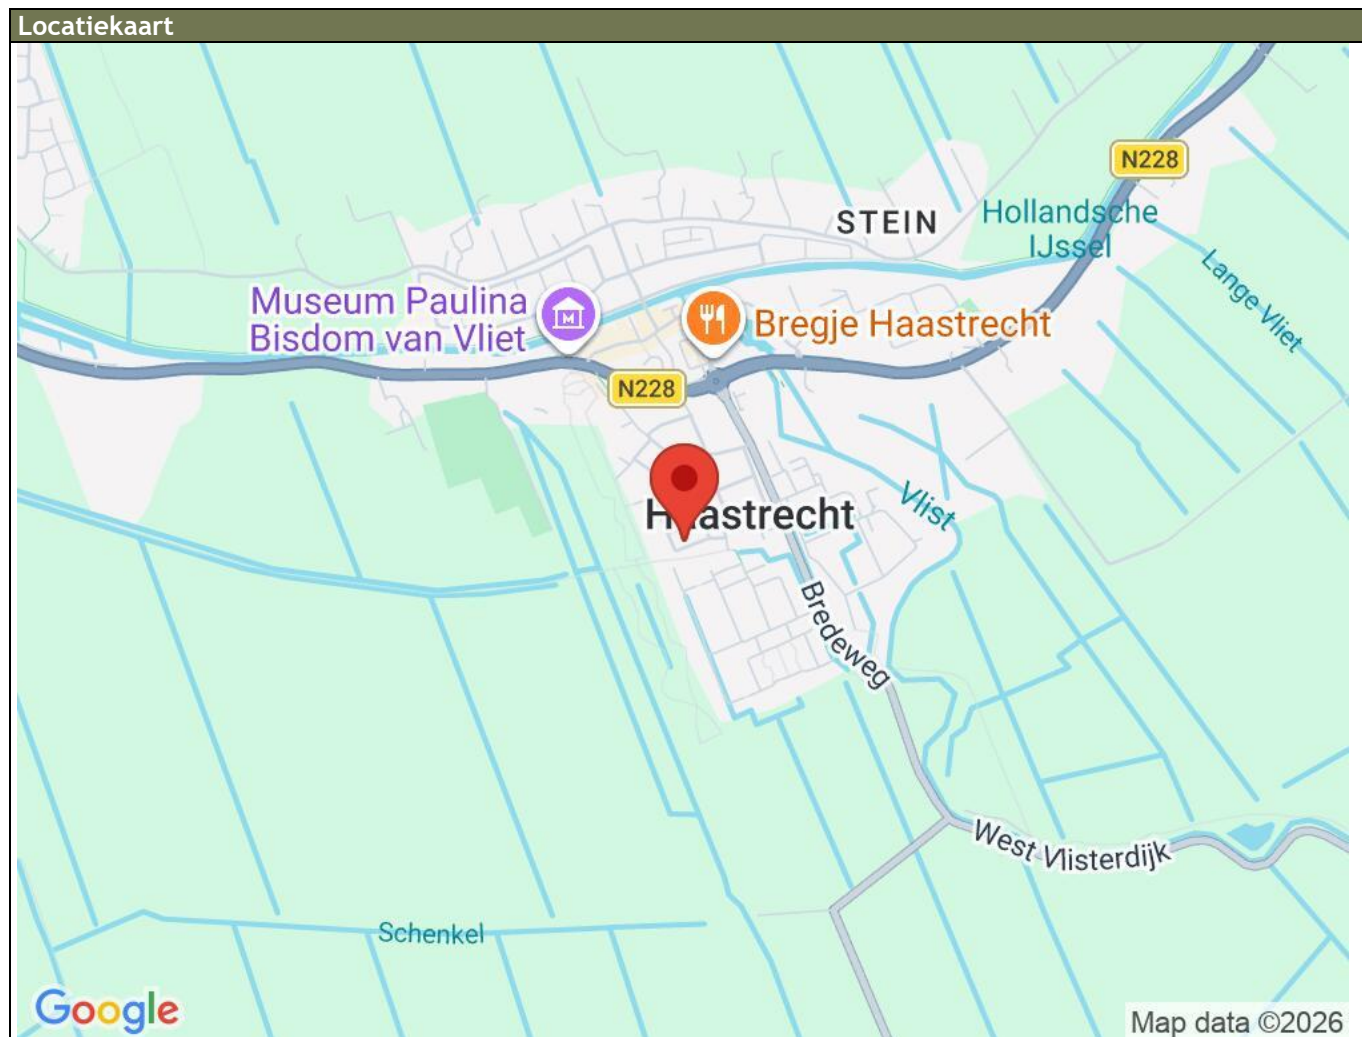 Locatiekaart
N228
STEIN
Hollandsche
IJssel
Lange Vliet
Museum Paulina
Bisdom van Vliet
Bregje Haastrecht
N228
Vlist
Haastrecht
Bredeweg
West Vlisterdijk
Schenkel
Google
Map data ©2026